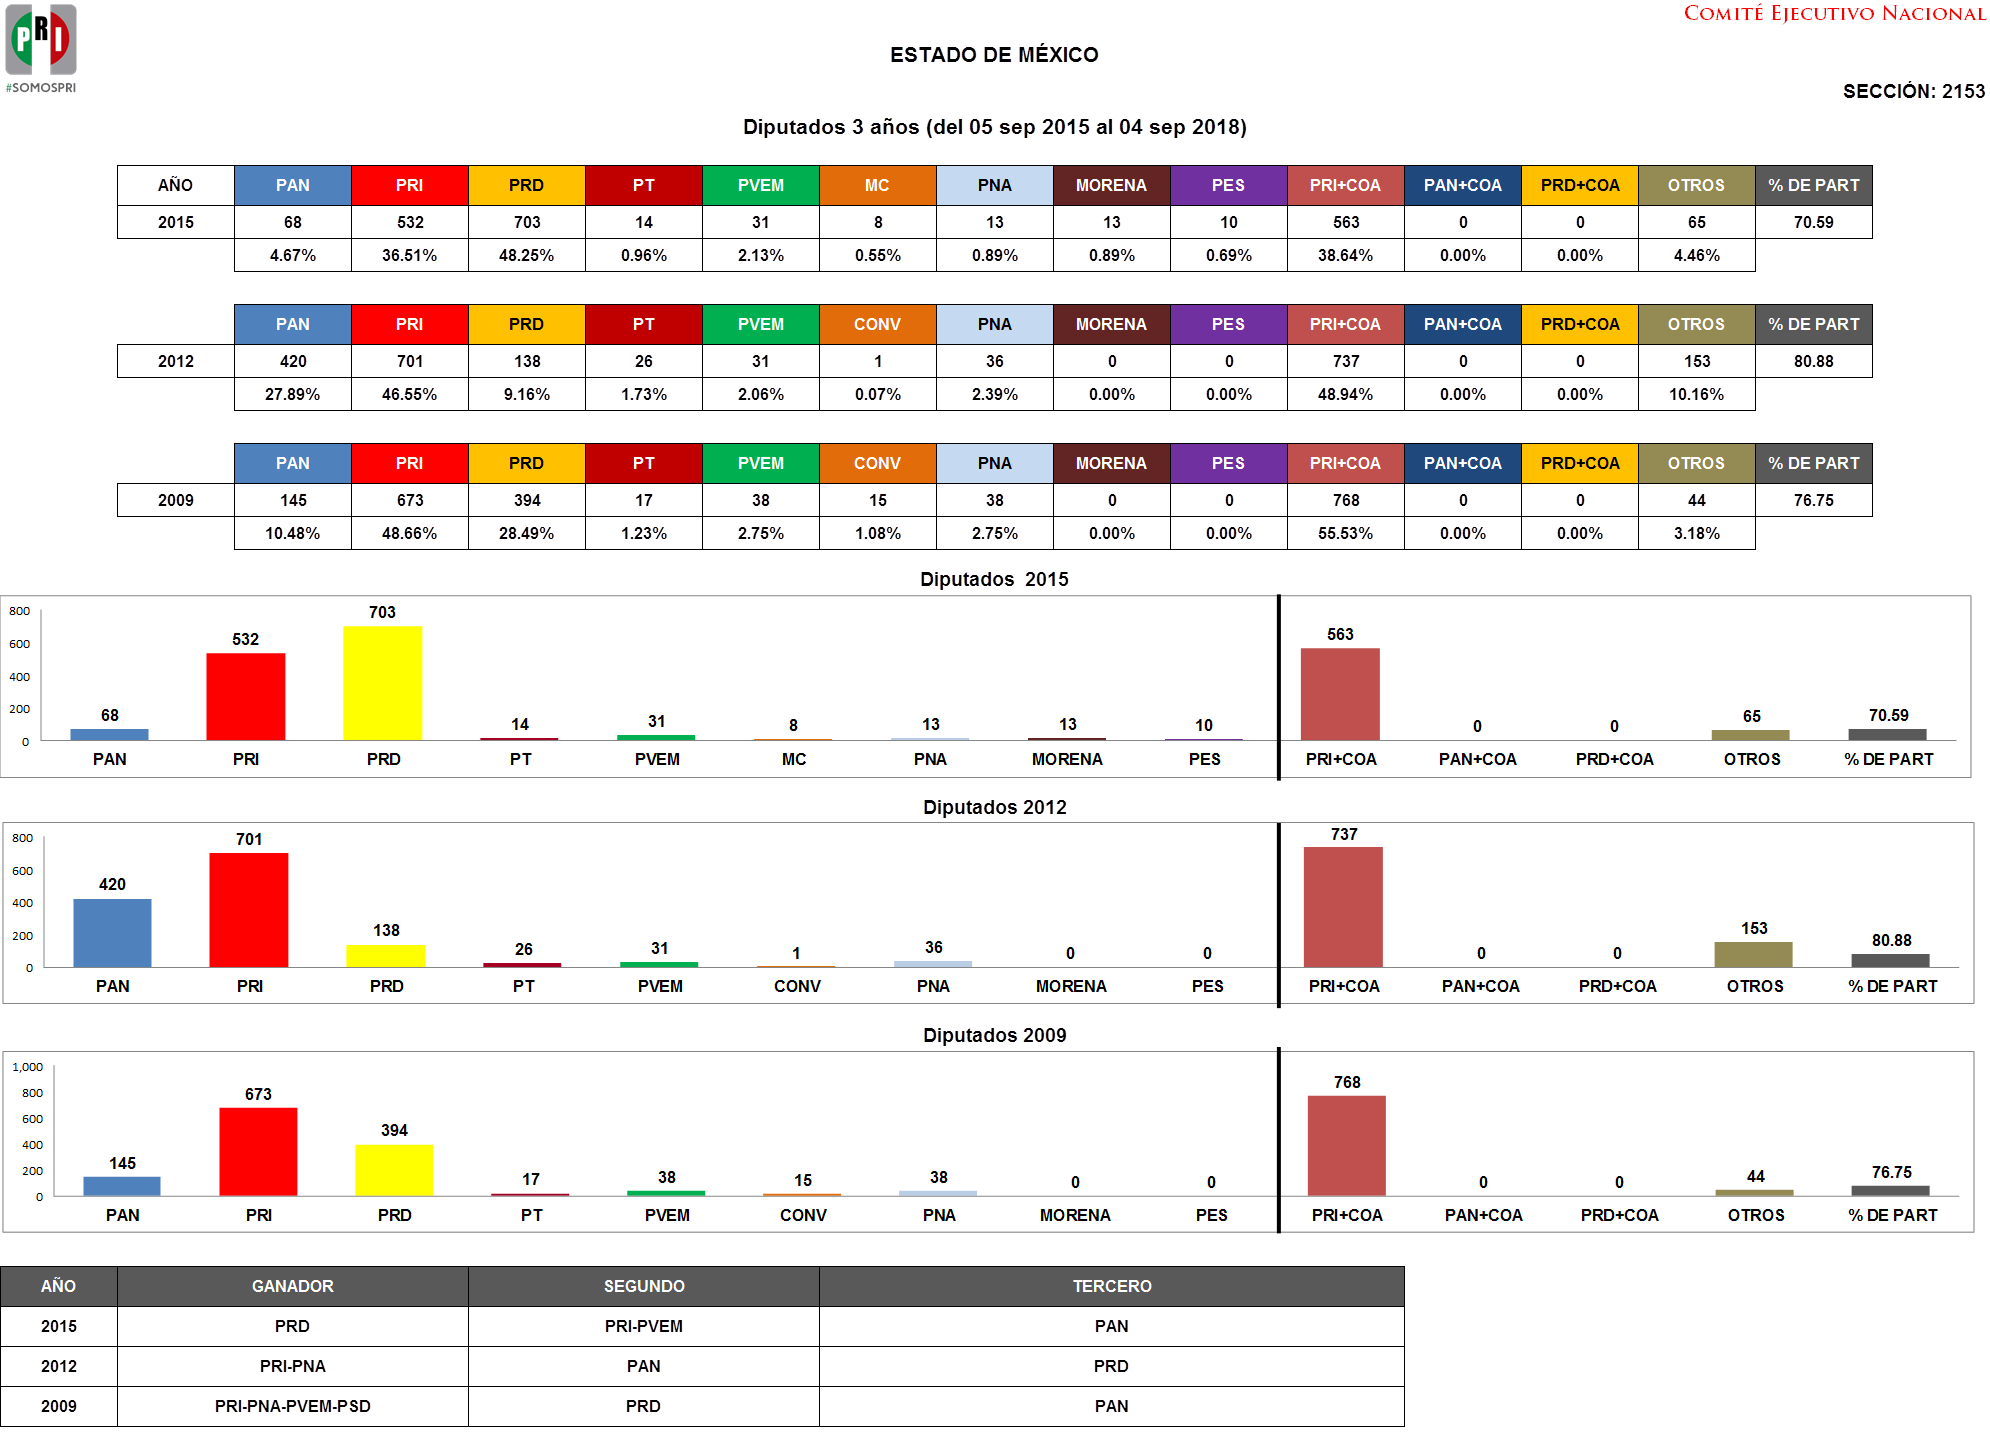 PRI
#SOMOSPRI
COMITÉ EJECUTIVO NACIONAL
ESTADO DE MÉXICO
SECCIÓN: 2153
Diputados 3 años (del 05 sep 2015 al 04 sep 2018)
AÑO PAN PRI PRD PT PVEM MC PNA MORENA PES PRI+COA PAN+COA PRD+COA OTROS % DE PART
2015 68 532 703 14 31 8 13 13 10 563 0 0 65 70.59
4.67% 36.51% 48.25% 0.96% 2.13% 0.55% 0.89% 0.89% 0.69% 38.64% 0.00% 0.00% 4.46%
PAN PRI PRD PT PVEM CONV PNA MORENA PES PRI+COA PAN+COA PRD+COA OTROS % DE PART
2012 420 701 138 26 31 1 36 0 0 737 0 0 153 80.88
27.89% 46.55% 9.16% 1.73% 2.06% 0.07% 2.39% 0.00% 0.00% 48.94% 0.00% 0.00% 10.16%
PAN PRI PRD PT PVEM CONV PNA MORENA PES PRI+COA PAN+COA PRD+COA OTROS % DE PART
2009 145 673 394 17 38 15 38 0 0 768 0 0 44 76.75
10.48% 48.66% 28.49% 1.23% 2.75% 1.08% 2.75% 0.00% 0.00% 55.53% 0.00% 0.00% 3.18%
Diputados 2015
800
600
400
200
0
68 532 703 14 31 8 13 13 10 563 0 0 65 70.59
PAN PRI PRD PT PVEM MC PNA MORENA PES PRI+COA PAN+COA PRD+COA OTROS % DE PART
Diputados 2012
800
600
400
200
0
420 701 138 26 31 1 36 0 0 737 0 0 153 80.88
PAN PRI PRD PT PVEM CONV PNA MORENA PES PRI+COA PAN+COA PRD+COA OTROS % DE PART
Diputados 2009
1,000
800
600
400
200
0
145 673 394 17 38 15 38 0 0 768 0 0 44 76.75
PAN PRI PRD PT PVEM CONV PNA MORENA PES PRI+COA PAN+COA PRD+COA OTROS % DE PART
AÑO GANADOR SEGUNDO TERCERO
2015 PRD PRI-PVEM PAN
2012 PRI-PNA PAN PRD
2009 PRI-PNA-PVEM-PSD PRD PAN